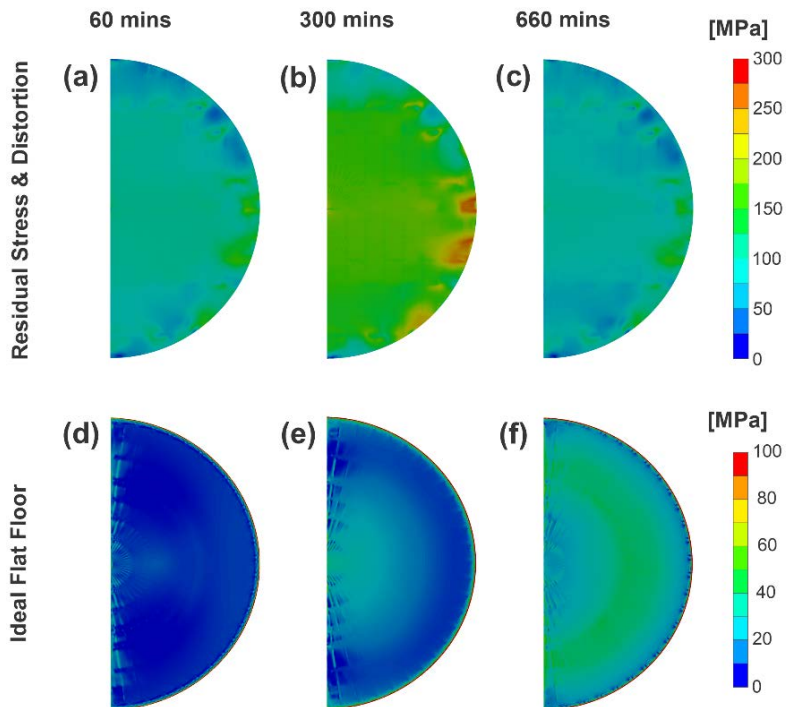 60 mins 300 mins 660 mins
[MPa]
Residual Stress & Distortion
(a) (b) (c)
300
250
200
150
100
50
0
Ideal Flat Floor
(d) (e) (f)
[MPa]
100
80
60
40
20
0